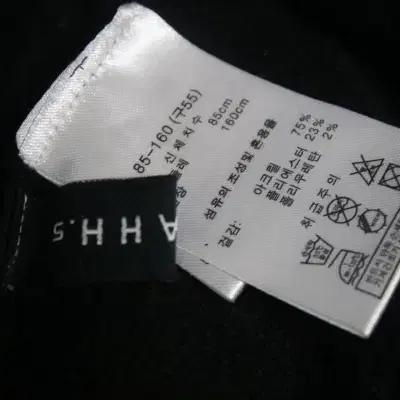 85-160 (구55)
신체치수
85cm
160cm
섬유의 조성 및 혼용율
아크릴 75%
폴리에스터 23%
폴리우레탄 2%
취급주의
겉감:
AHH.S